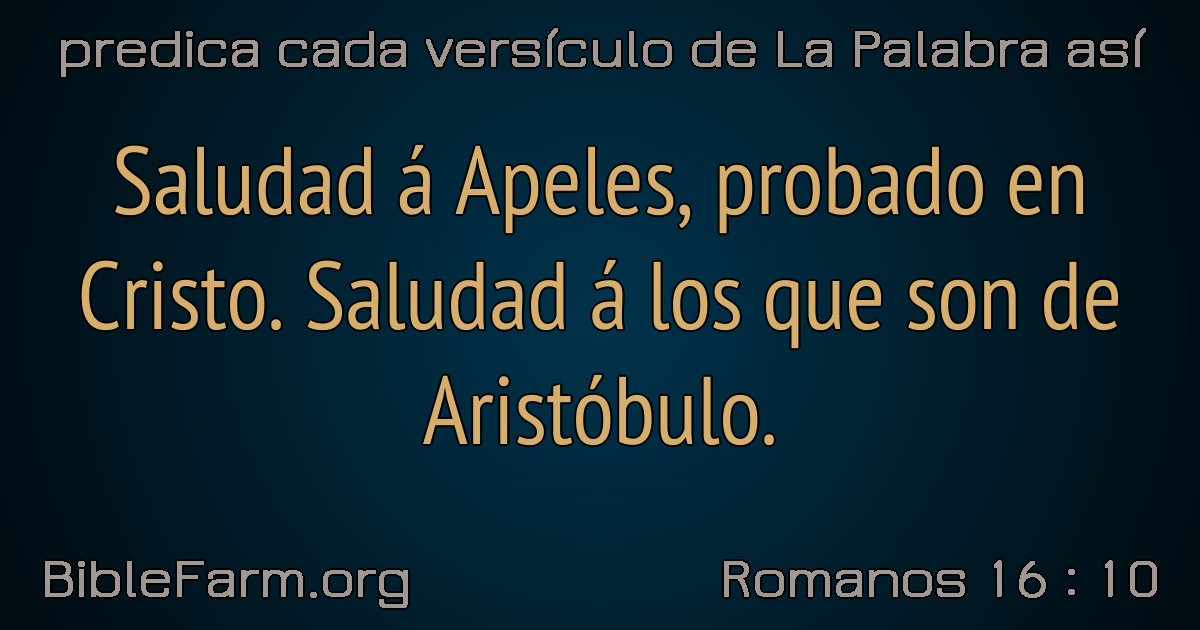 predica cada versículo de La Palabra así
Saludad á Apeles, probado en
Cristo. Saludad á los que son de
Aristóbulo.
BibleFarm.org
Romanos 16 : 10